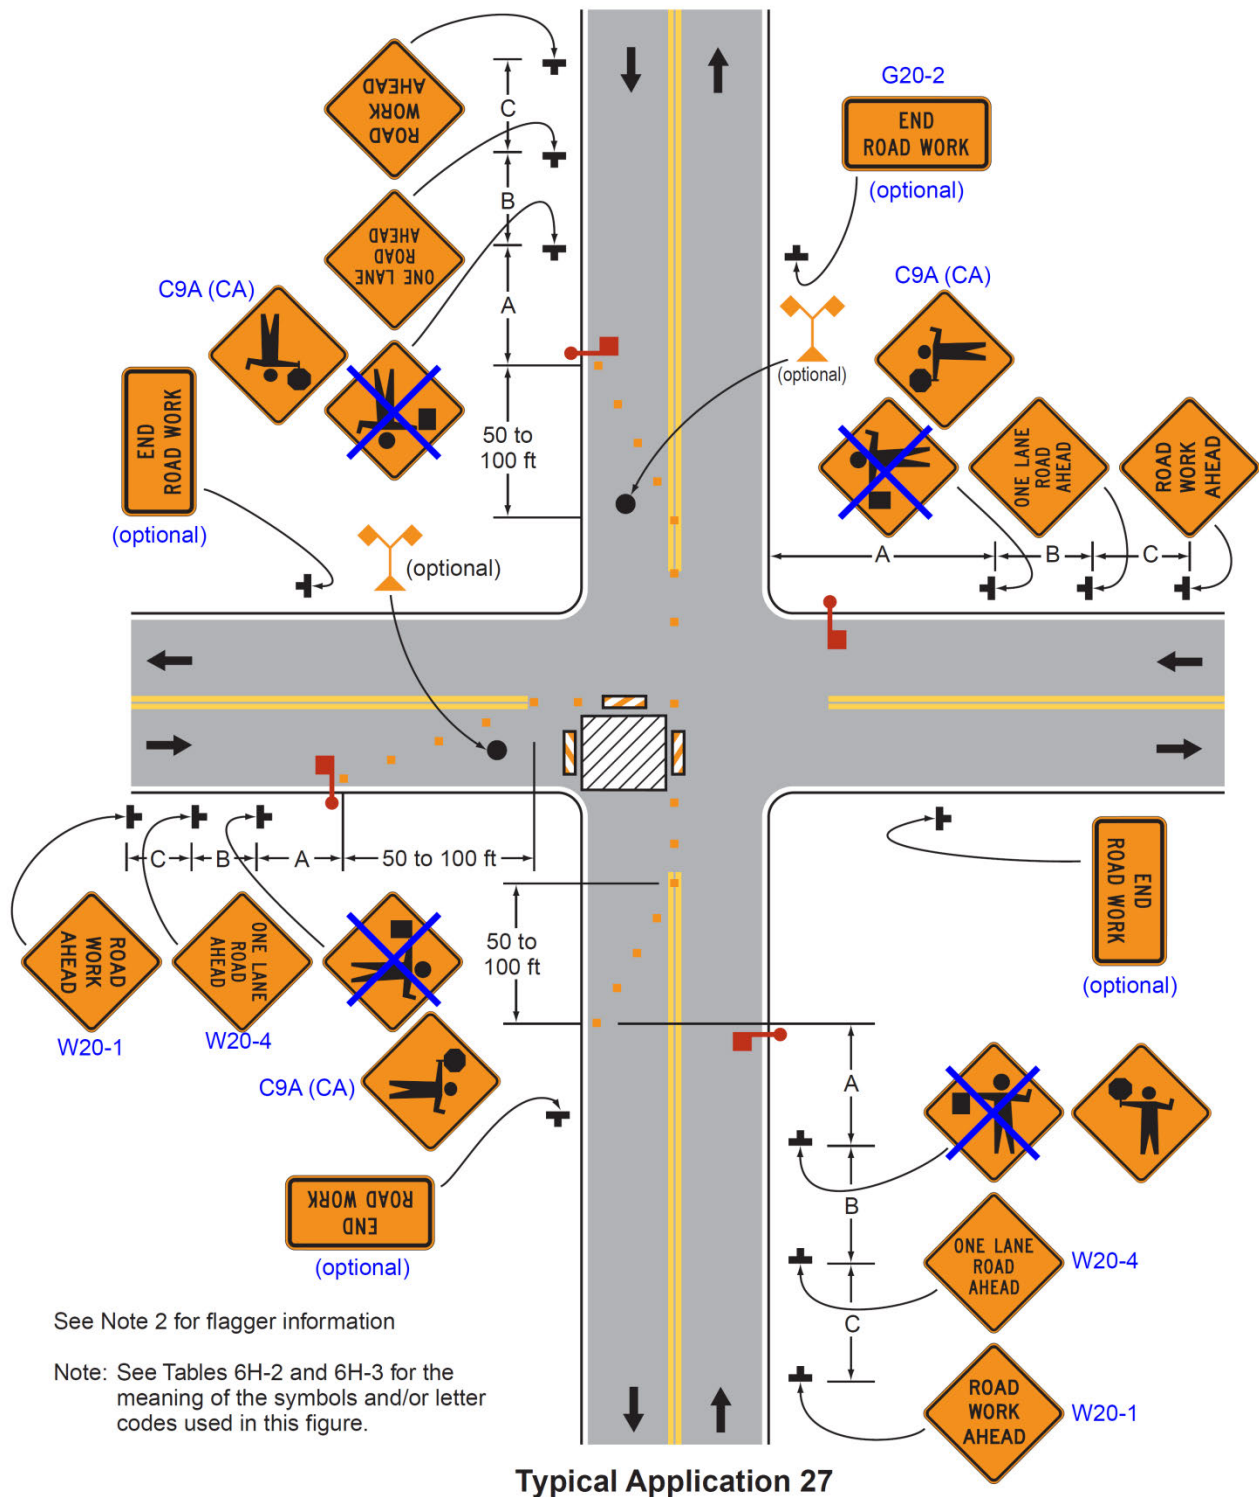 ROAD
WORK
AHEAD
C
G20-2
END
ROAD WORK
(optional)
B
ONE LANE
ROAD
AHEAD
C9A (CA)
A
C9A (CA)
(optional)
END
ROAD WORK
(optional)
50 to
100 ft
ONE LANE
ROAD
AHEAD
ROAD
WORK
AHEAD
(optional)
A
B
C
C
B
A
50 to 100 ft
ROAD
WORK
AHEAD
W20-1
ONE LANE
ROAD
AHEAD
W20-4
50 to
100 ft
END
ROAD WORK
(optional)
C9A (CA)
A
END
ROAD WORK
(optional)
B
ONE LANE
ROAD
AHEAD
W20-4
C
ROAD
WORK
AHEAD
W20-1
See Note 2 for flagger information
Note: See Tables 6H-2 and 6H-3 for the
meaning of the symbols and/or letter
codes used in this figure.
Typical Application 27